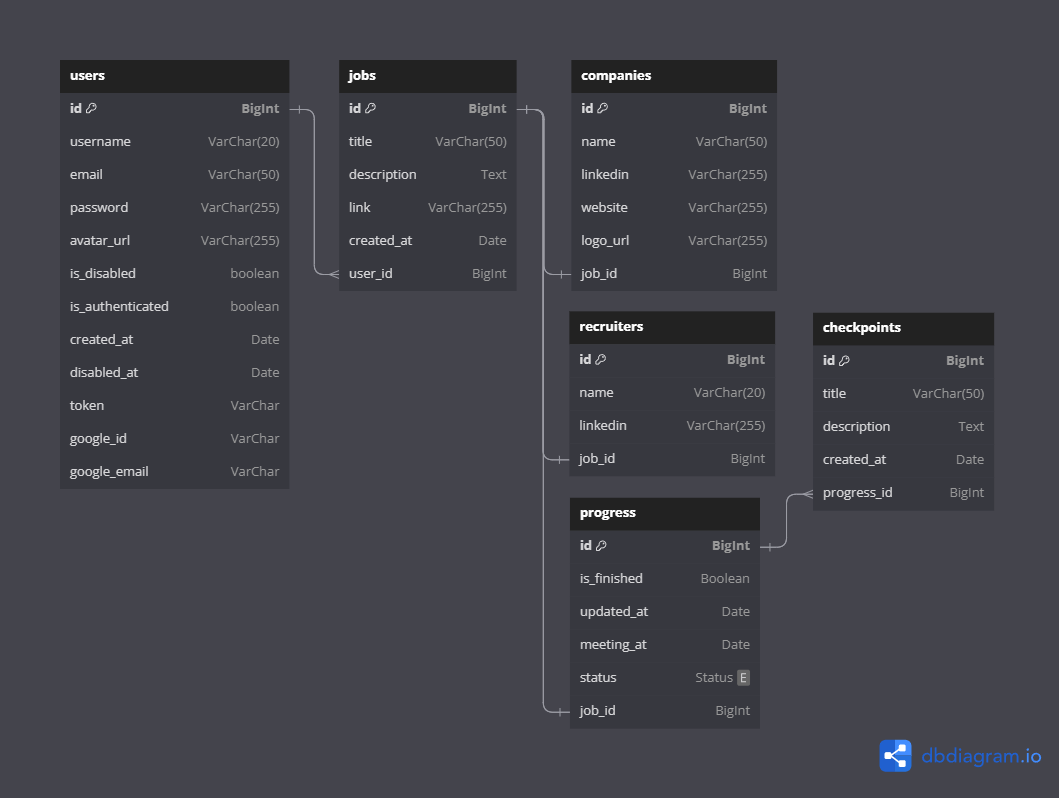 users
id BigInt
username VarChar(20)
email VarChar(50)
password VarChar(255)
avatar_url VarChar(255)
is_disabled boolean
is_authenticated boolean
created_at Date
disabled_at Date
token VarChar
google_id VarChar
google_email VarChar
jobs
id BigInt
title VarChar(50)
description Text
link VarChar(255)
created_at Date
user_id BigInt
companies
id BigInt
name VarChar(50)
linkedin VarChar(255)
website VarChar(255)
logo_url VarChar(255)
job_id BigInt
recruiters
id BigInt
name VarChar(20)
linkedin VarChar(255)
job_id BigInt
checkpoints
id BigInt
title VarChar(50)
description Text
created_at Date
progress_id BigInt
progress
id BigInt
is_finished Boolean
updated_at Date
meeting_at Date
status Status E
job_id BigInt
dbdiagram.io